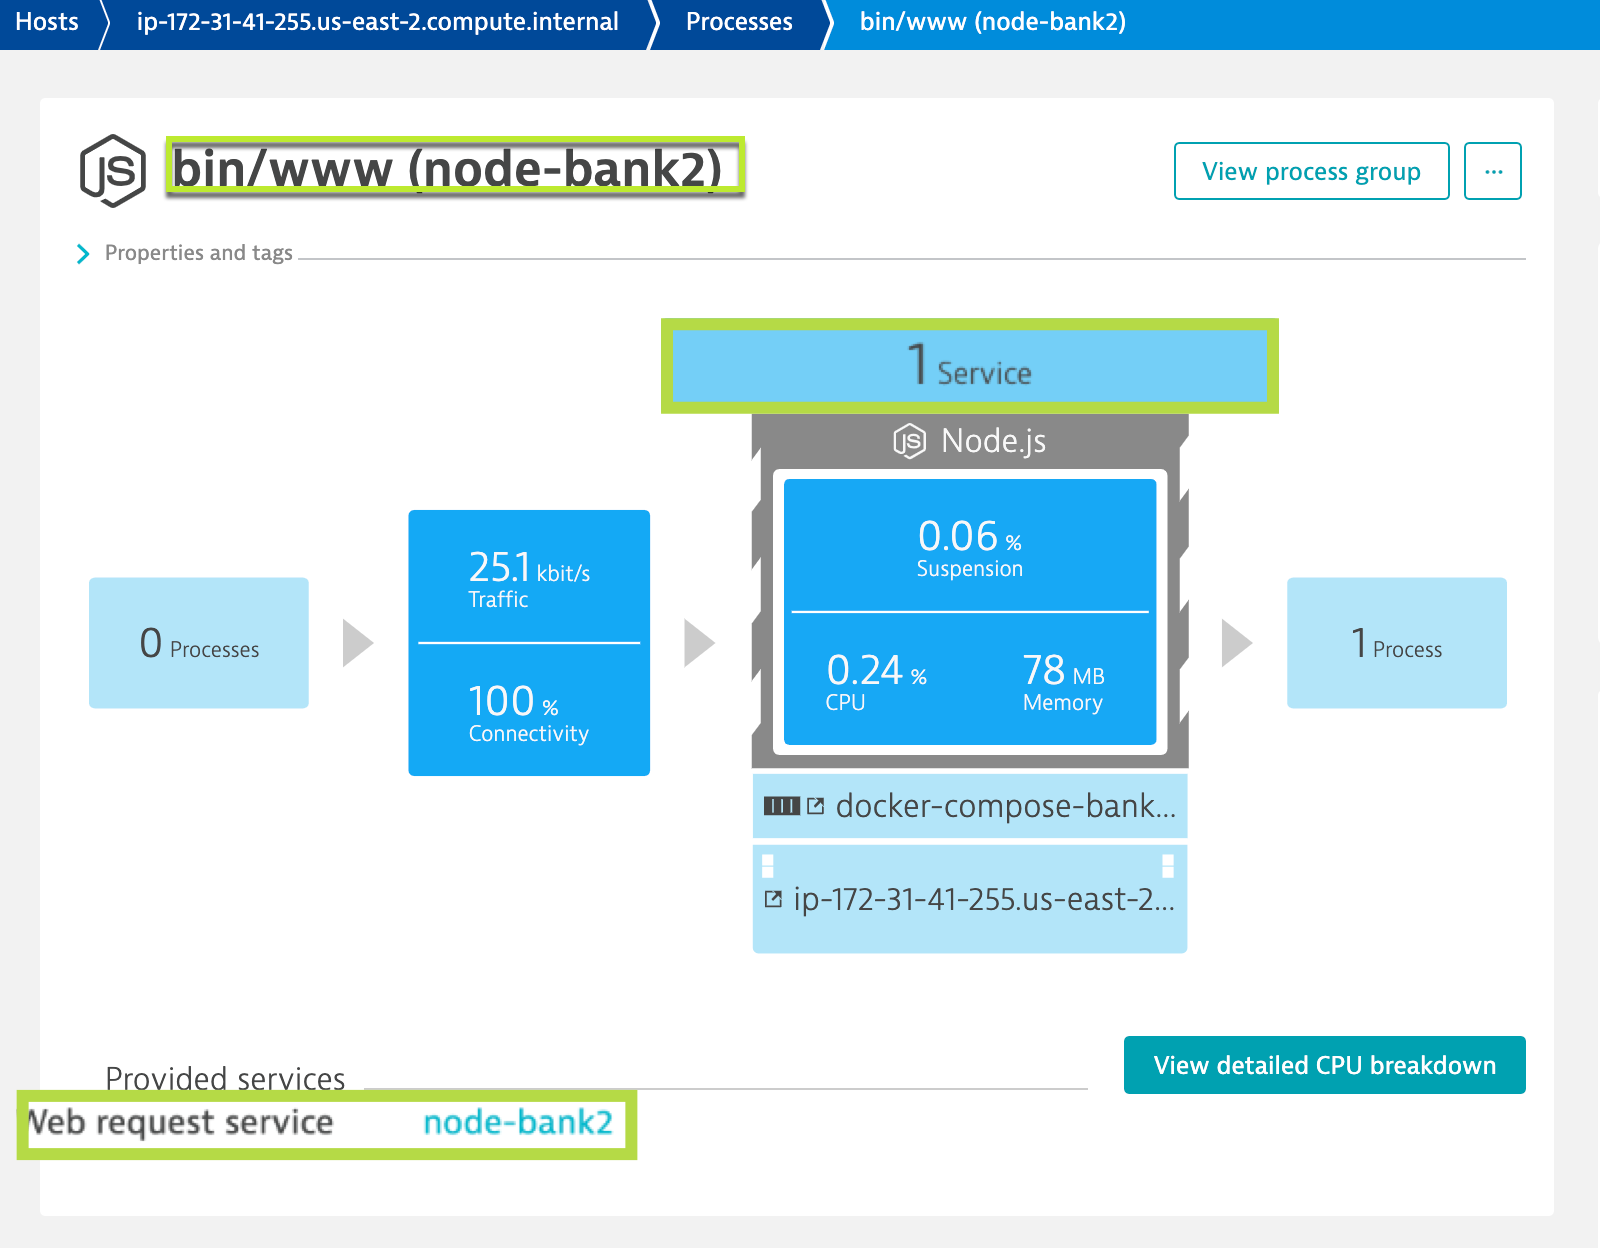 Hosts
ip-172-31-41-255.us-east-2.compute.internal
Processes
bin/www (node-bank2)
JS
bin/www (node-bank2)
View process group
...
Properties and tags
1 Service
JS Node.js
0.06 %
Suspension
25.1 kbit/s
Traffic
0 Processes
1 Process
0.24 %
CPU
78 MB
Memory
100 %
Connectivity
docker-compose-bank...
ip-172-31-41-255.us-east-2...
View detailed CPU breakdown
Provided services
Web request service
node-bank2